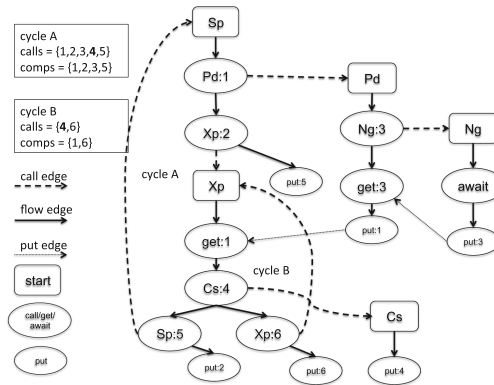 cycle A
calls = {1,2,3,4,5}
comps = {1,2,3,5}
cycle B
calls = {4,6}
comps = {1,6}
call edge
flow edge
put edge
start
call/get/
await
put
Sp
Pd:1
Pd
Xp:2
Ng:3
Ng
cycle A
Xp
put:5
get:3
await
get:1
put:1
put:3
Cs:4
cycle B
Cs
Sp:5
Xp:6
put:2
put:6
put:4